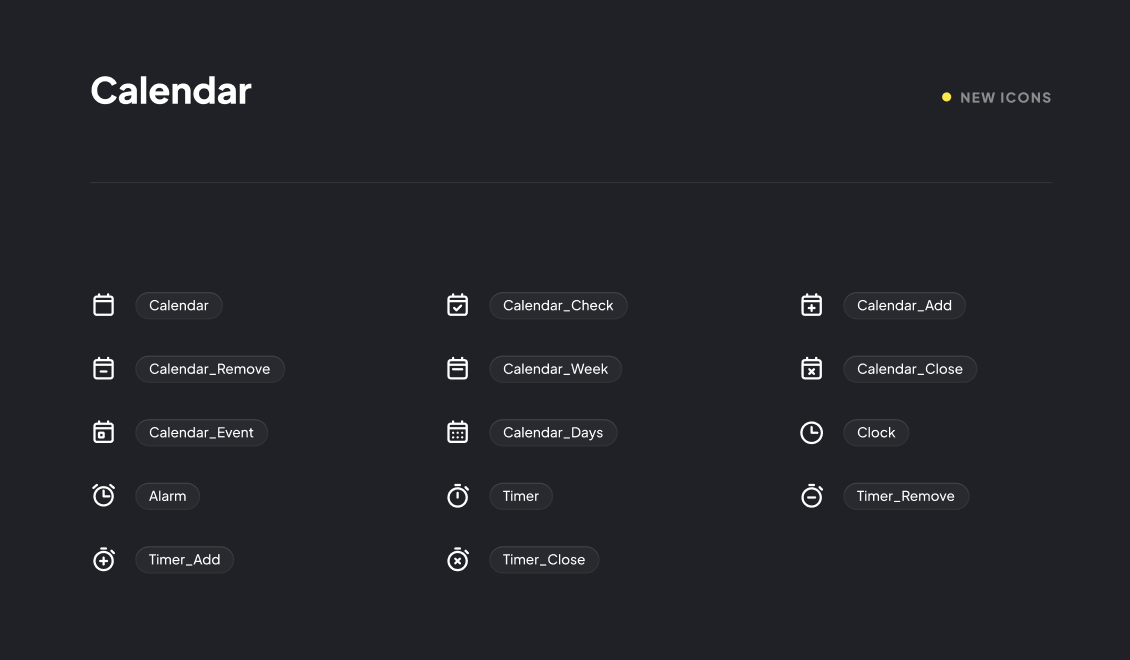 Calendar
NEW ICONS
Calendar
Calendar_Check
Calendar_Add
Calendar_Remove
Calendar_Week
Calendar_Close
Calendar_Event
Calendar_Days
Clock
Alarm
Timer
Timer_Remove
Timer_Add
Timer_Close